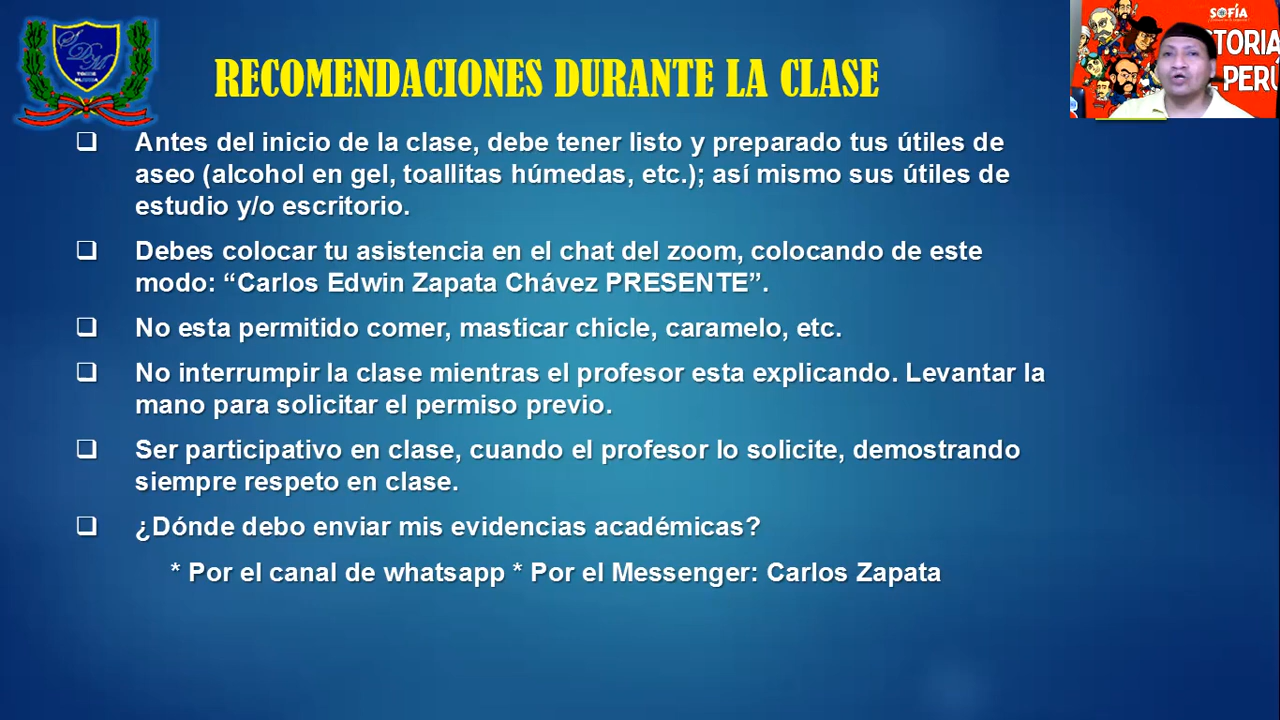 RECOMENDACIONES DURANTE LA CLASE
SOFÍA
STORIA
PERÚ
SDM
❑ Antes del inicio de la clase, debe tener listo y preparado tus útiles de
aseo (alcohol en gel, toallitas húmedas, etc.); así mismo sus útiles de
estudio y/o escritorio.
❑ Debes colocar tu asistencia en el chat del zoom, colocando de este
modo: “Carlos Edwin Zapata Chávez PRESENTE”.
❑ No esta permitido comer, masticar chicle, caramelo, etc.
❑ No interrumpir la clase mientras el profesor esta explicando. Levantar la
mano para solicitar el permiso previo.
❑ Ser participativo en clase, cuando el profesor lo solicite, demostrando
siempre respeto en clase.
❑ ¿Dónde debo enviar mis evidencias académicas?
* Por el canal de whatsapp * Por el Messenger: Carlos Zapata